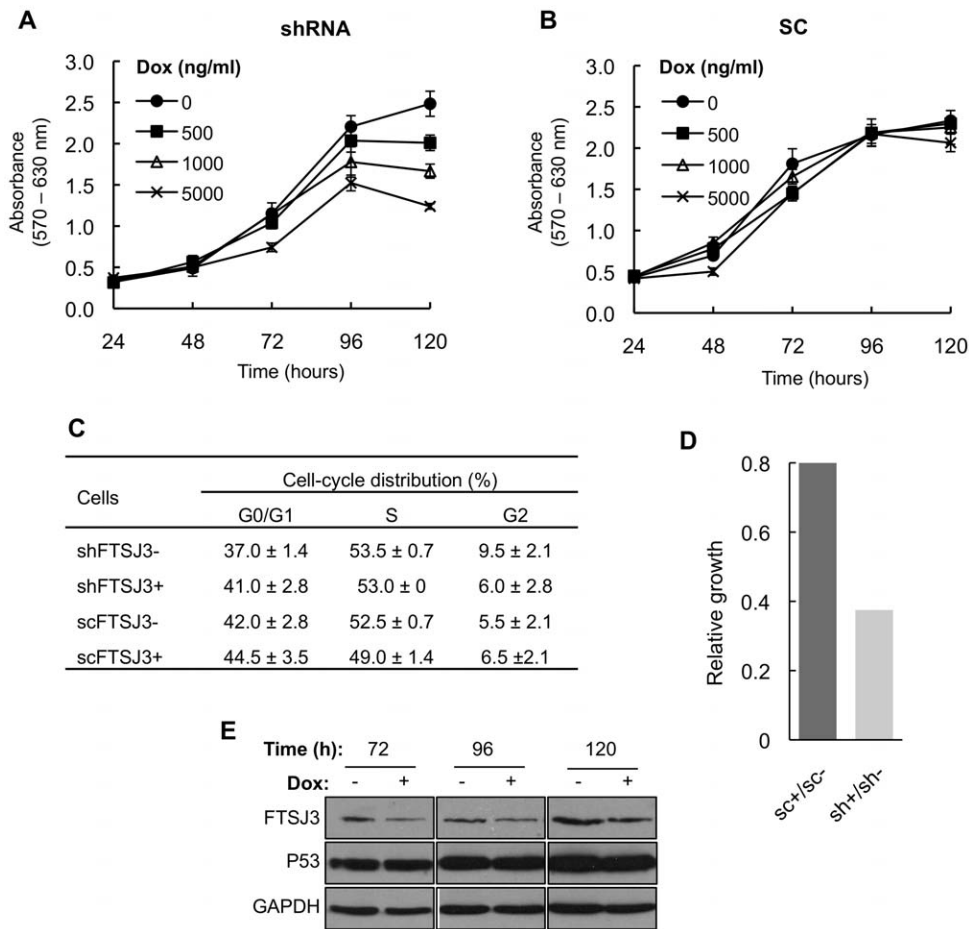 A
shRNA
Dox (ng/ml)
0
500
1000
5000
3.0
2.5
2.0
1.5
1.0
0.5
0.0
Absorbance
(570 – 630 nm)
24 48 72 96 120
Time (hours)
B
SC
Dox (ng/ml)
0
500
1000
5000
3.0
2.5
2.0
1.5
1.0
0.5
0.0
Absorbance
(570 – 630 nm)
24 48 72 96 120
Time (hours)
C
Cells
Cell-cycle distribution (%)
G0/G1 S G2
shFTSJ3- 37.0 ± 1.4 53.5 ± 0.7 9.5 ± 2.1
shFTSJ3+ 41.0 ± 2.8 53.0 ± 0 6.0 ± 2.8
scFTSJ3- 42.0 ± 2.8 52.5 ± 0.7 5.5 ± 2.1
scFTSJ3+ 44.5 ± 3.5 49.0 ± 1.4 6.5 ±2.1
D
0.8
0.6
0.4
0.2
0
Relative growth
sc+/sc-
sh+/sh-
E
Time (h): 72 96 120
Dox: - + - + - +
FTSJ3
P53
GAPDH